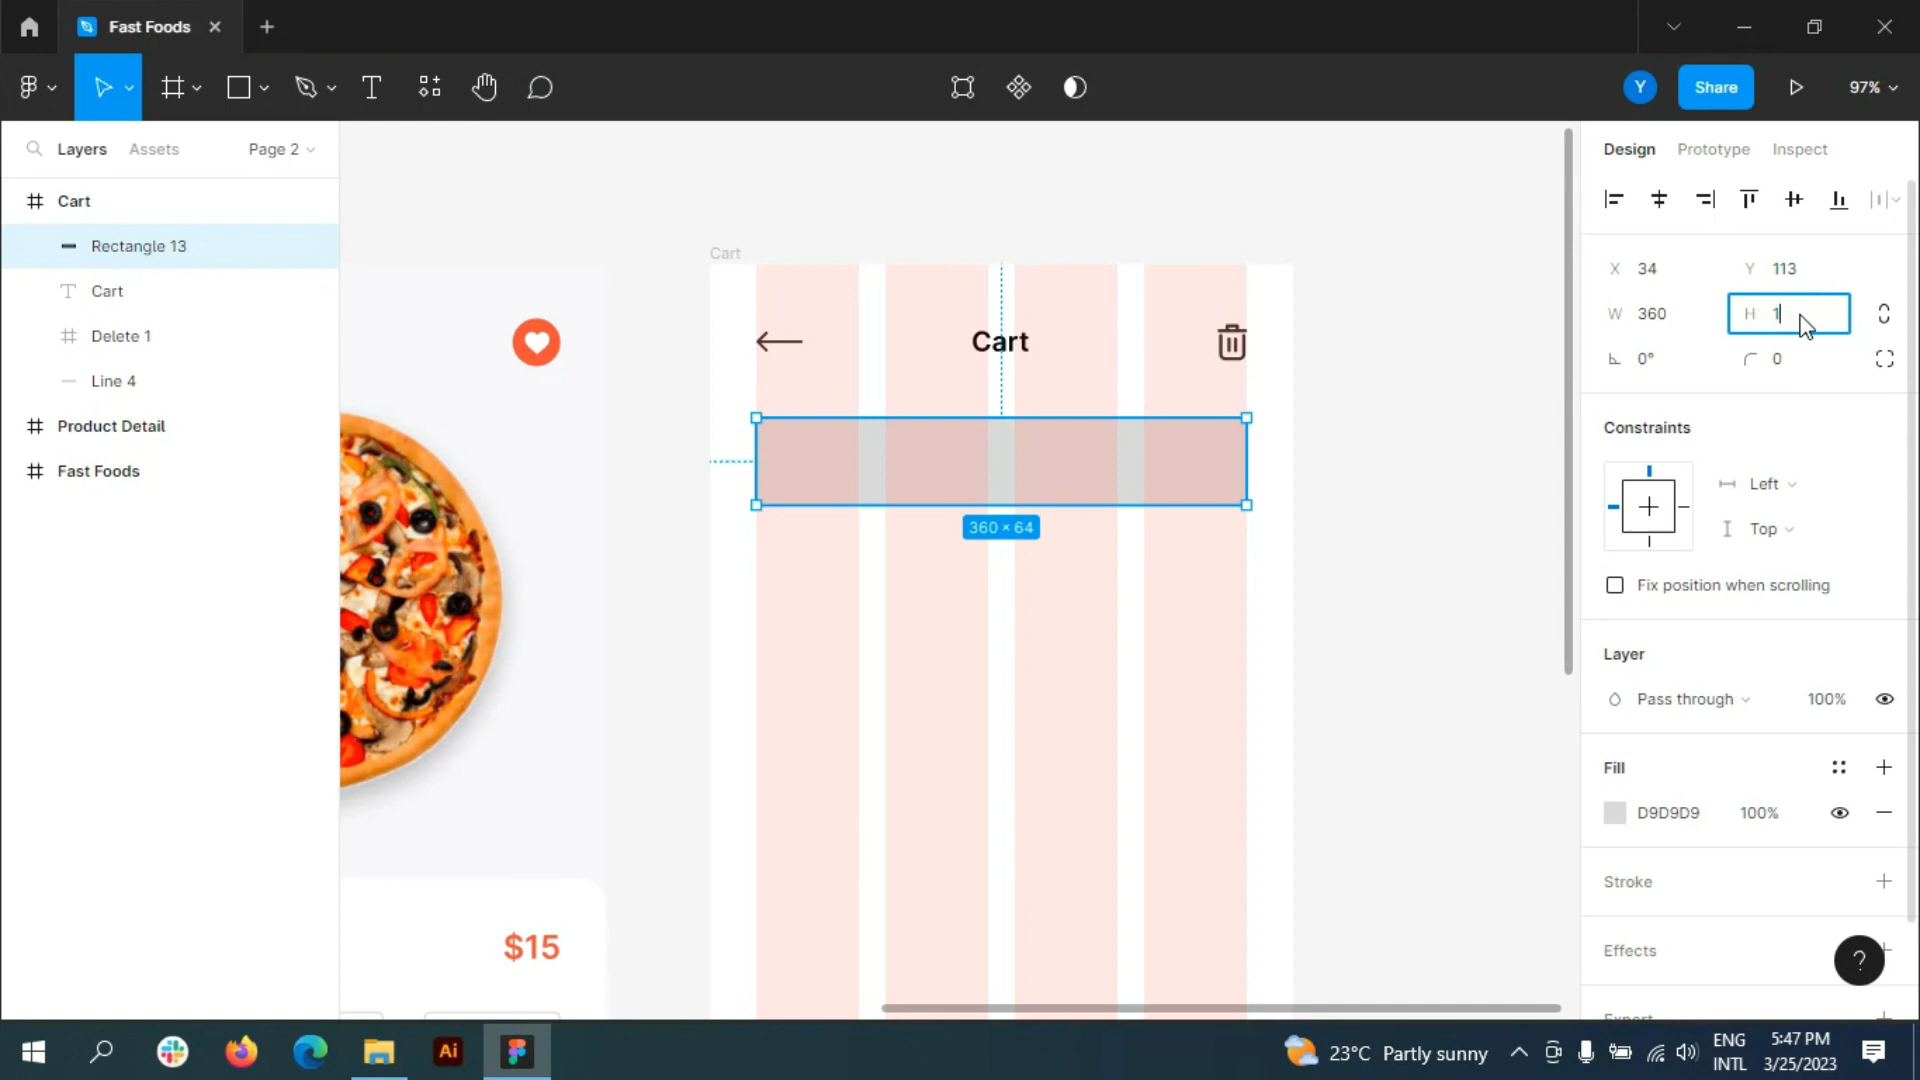 Fast Foods
Y
Share
97%
Layers
Assets
Page 2
Design
Prototype
Inspect
Cart
Rectangle 13
Cart
Delete 1
Line 4
Product Detail
Fast Foods
Cart
Cart
360 × 64
$15
X 34
Y 113
W 360
H 1
0°
0
Constraints
Left
Top
Fix position when scrolling
Layer
Pass through
100%
Fill
D9D9D9
100%
Stroke
Effects
?
Export
Ai
23°C Partly sunny
ENG
INTL
5:47 PM
3/25/2023